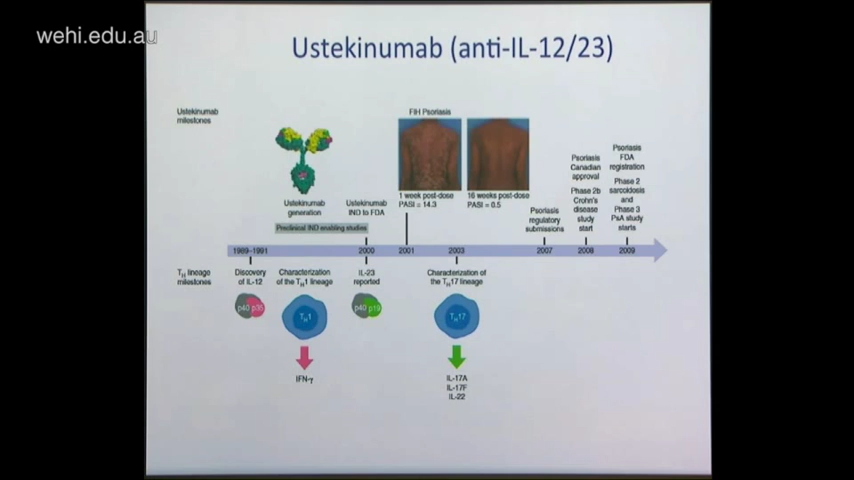 wehi.edu.au
Ustekinumab (anti-IL-12/23)
Ustekinumab
milestones
FIH Psoriasis
1 week post-dose
PASI = 14.3
16 weeks post-dose
PASI = 0.5
Ustekinumab
generation
Ustekinumab
IND to FDA
Preclinical IND enabling studies
Psoriasis
regulatory
submissions
Psoriasis
Canadian
approval
Phase 2b
Crohn's
disease
study
start
Psoriasis
FDA
registration
Phase 2
sarcoidosis
and
Phase 3
PsA study
starts
1989–1991
2000
2001
2003
2007
2008
2009
TH lineage
milestones
Discovery
of IL-12
p40 p35
Characterization
of the TH1 lineage
TH1
IFN-γ
IL-23
reported
p40 p19
Characterization of
the TH17 lineage
TH17
IL-17A
IL-17F
IL-22